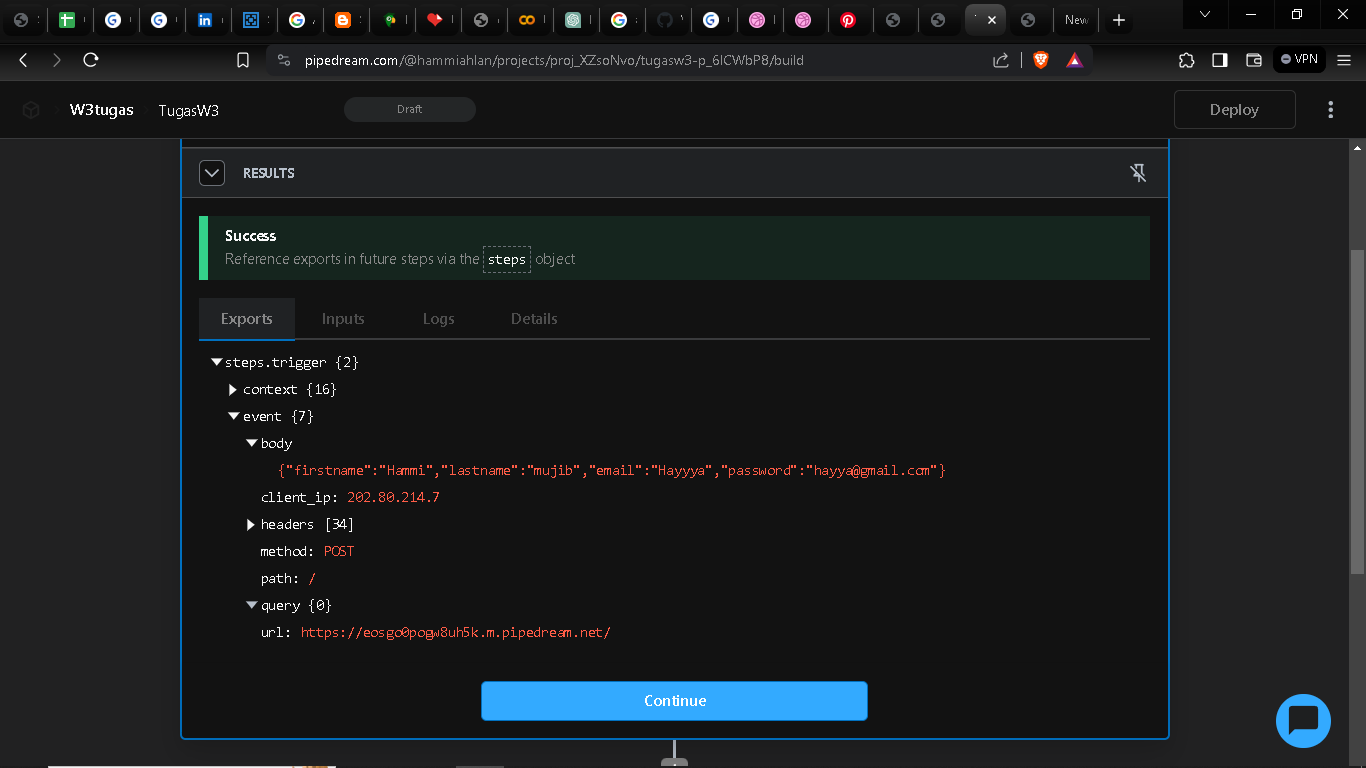 New
pipedream.com/@hammiahlan/projects/proj_XZsoNvo/tugasw3-p_6lCWbP8/build
VPN
W3tugas
TugasW3
Draft
Deploy
RESULTS
Success
Reference exports in future steps via the steps object
Exports
Inputs
Logs
Details
steps.trigger {2}
context {16}
event {7}
body
{"firstname":"Hammi","lastname":"mujib","email":"Hayyya","password":"hayya@gmail.com"}
client_ip: 202.80.214.7
headers [34]
method: POST
path: /
query {0}
url: https://eosgo0pogw8uh5k.m.pipedream.net/
Continue